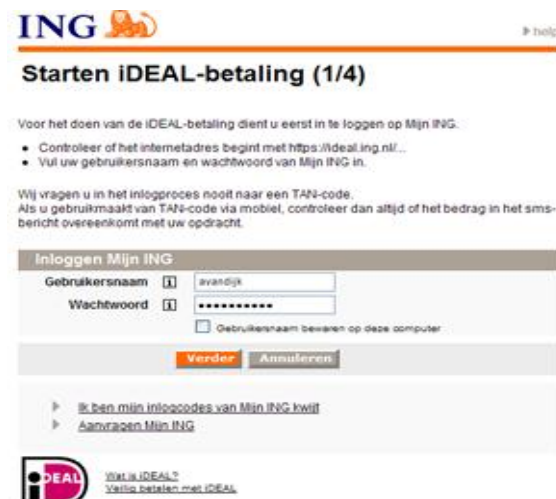 ING
help
Starten iDEAL-betaling (1/4)
Voor het doen van de iDEAL-betaling dient u eerst in te loggen op Mijn ING.
• Controleer of het internetadres begint met https://ideal.ing.nl/...
• Vul uw gebruikersnaam en wachtwoord van Mijn ING in.
Wij vragen u in het inlogproces nooit naar een TAN-code.
Als u gebruikmaakt van TAN-code via mobiel, controleer dan altijd of het bedrag in het sms-
bericht overeenkomt met uw opdracht.
Inloggen Mijn ING
Gebruikersnaam i avandijk
Wachtwoord i ••••••••••
Gebruikersnaam bewaren op deze computer
Verder Annuleren
Ik ben mijn inlogcodes van Mijn ING kwijt
Aanvragen Mijn ING
iDEAL
Wat is iDEAL?
Veilig betalen met iDEAL